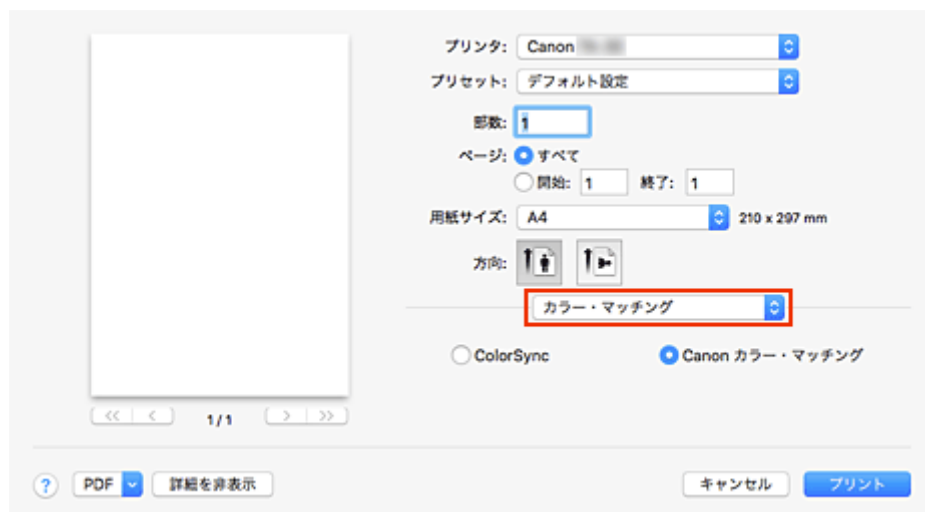 プリンタ: Canon
プリセット: デフォルト設定
部数: 1
ページ: すべて
開始: 1 終了: 1
用紙サイズ: A4 210 x 297 mm
方向:
カラー・マッチング
ColorSync Canon カラー・マッチング
<< < 1 / 1 > >>
? PDF 詳細を非表示 キャンセル プリント